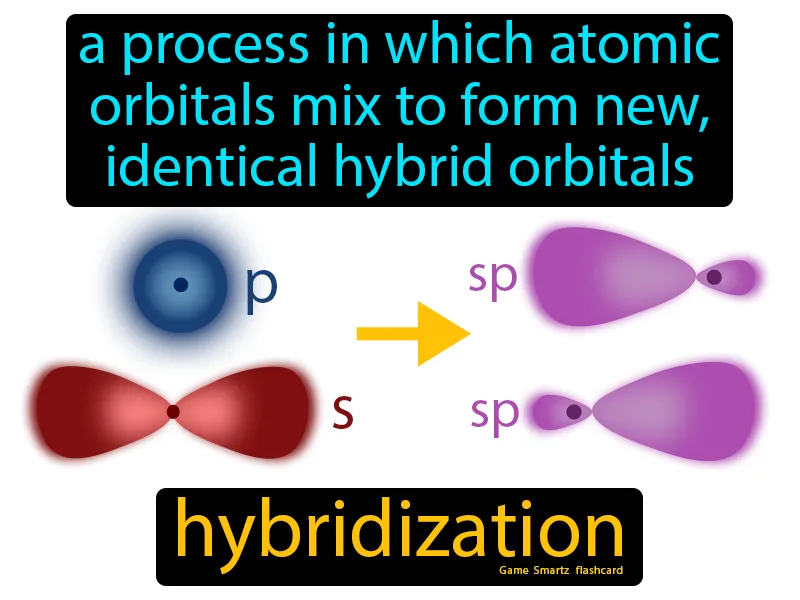 a process in which atomic
orbitals mix to form new,
identical hybrid orbitals
p
sp
s
sp
hybridization
Game Smartz flashcard